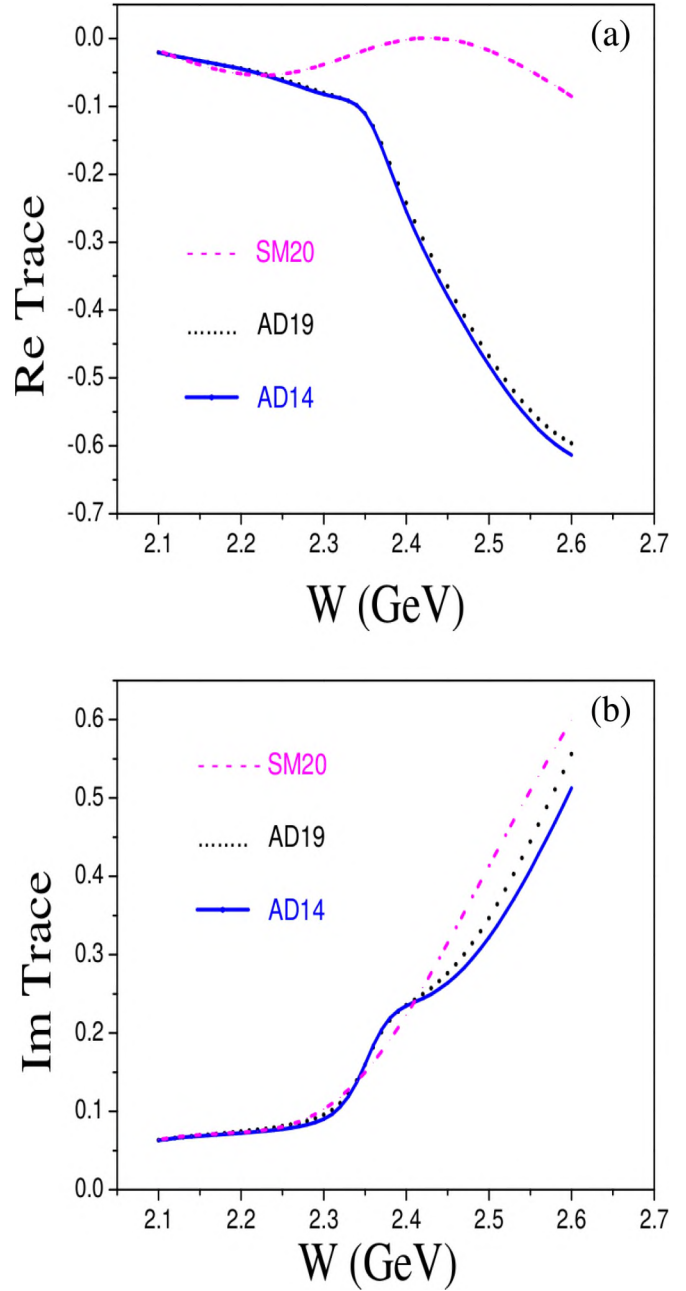 (a)
0.0
-0.1
-0.2
-0.3
-0.4
-0.5
-0.6
-0.7
Re Trace
SM20
AD19
AD14
2.1 2.2 2.3 2.4 2.5 2.6 2.7
W (GeV)
(b)
0.6
0.5
0.4
0.3
0.2
0.1
0.0
Im Trace
SM20
AD19
AD14
2.1 2.2 2.3 2.4 2.5 2.6 2.7
W (GeV)